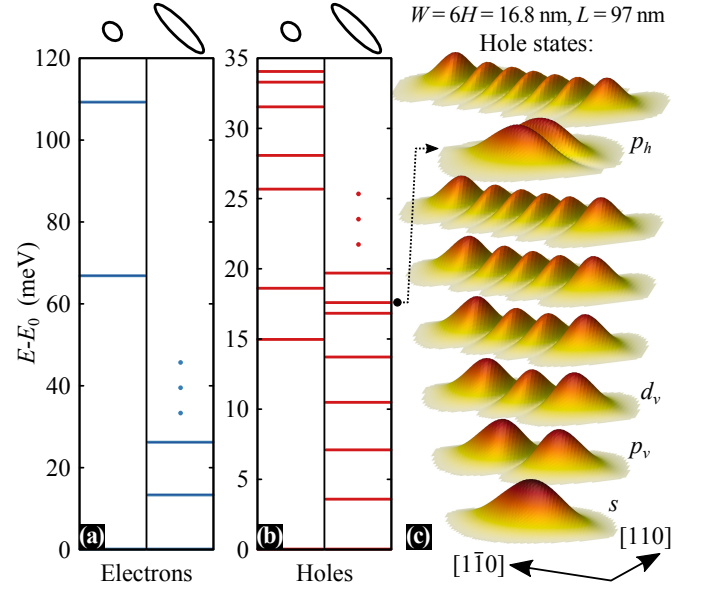 W = 6H = 16.8 nm, L = 97 nm
Hole states:
E-E₀ (meV)
120
100
80
60
40
20
0
(a)
Electrons
35
30
25
20
15
10
5
0
(b)
Holes
p_h
d_v
p_v
s
(c)
[11̄0]
[110]